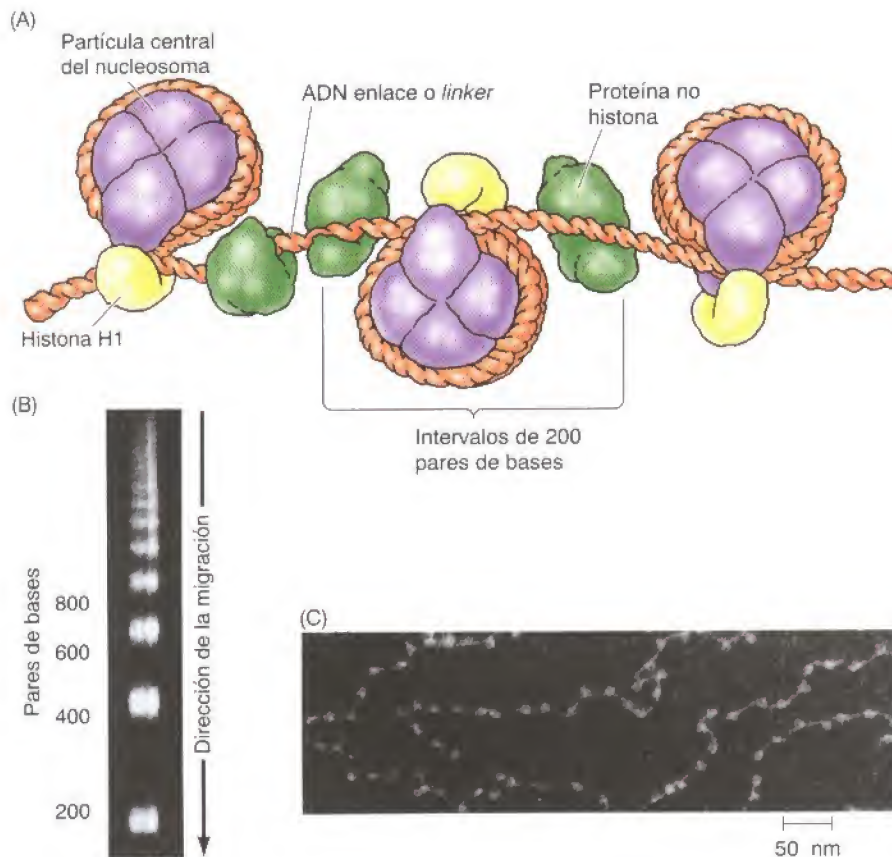 (A)
Partícula central
del nucleosoma
ADN enlace o linker
Proteína no
histona
Histona H1
Intervalos de 200
pares de bases
(B)
Pares de bases
800
600
400
200
Dirección de la migración
(C)
50 nm